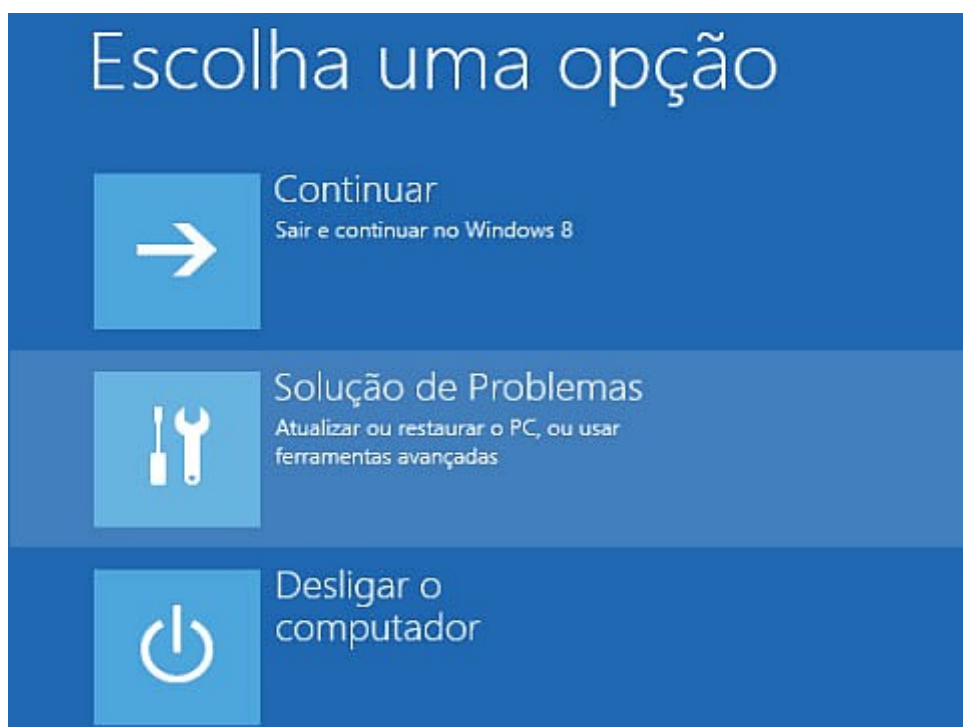 Escolha uma opção
Continuar
Sair e continuar no Windows 8
Solução de Problemas
Atualizar ou restaurar o PC, ou usar
ferramentas avançadas
Desligar o
computador